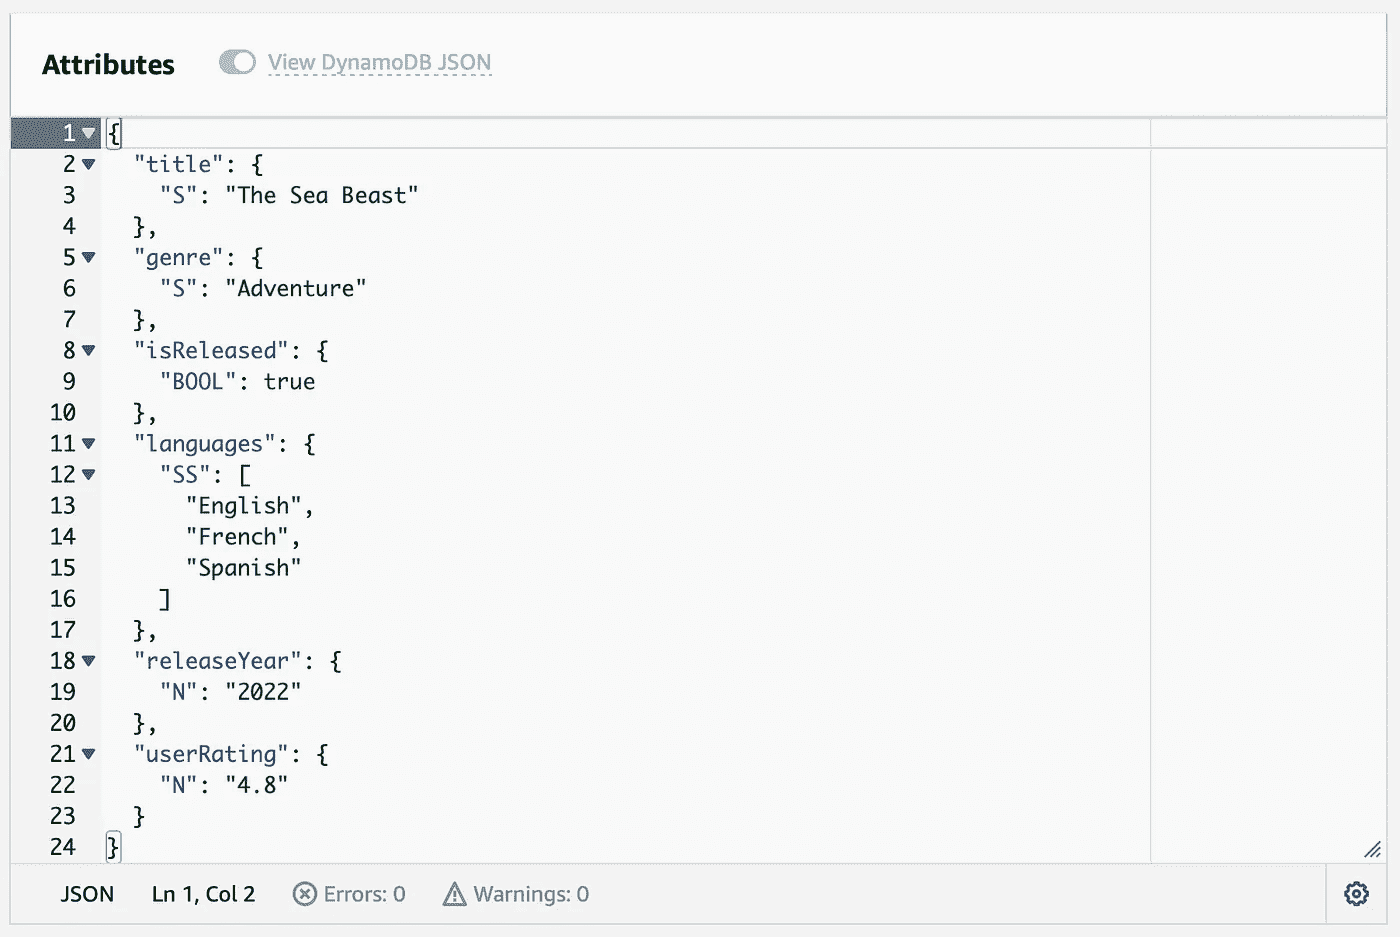 Attributes View DynamoDB JSON
1 {
2 "title": {
3 "S": "The Sea Beast"
4 },
5 "genre": {
6 "S": "Adventure"
7 },
8 "isReleased": {
9 "BOOL": true
10 },
11 "languages": {
12 "SS": [
13 "English",
14 "French",
15 "Spanish"
16 ]
17 },
18 "releaseYear": {
19 "N": "2022"
20 },
21 "userRating": {
22 "N": "4.8"
23 }
24 }
JSON Ln 1, Col 2 Errors: 0 Warnings: 0